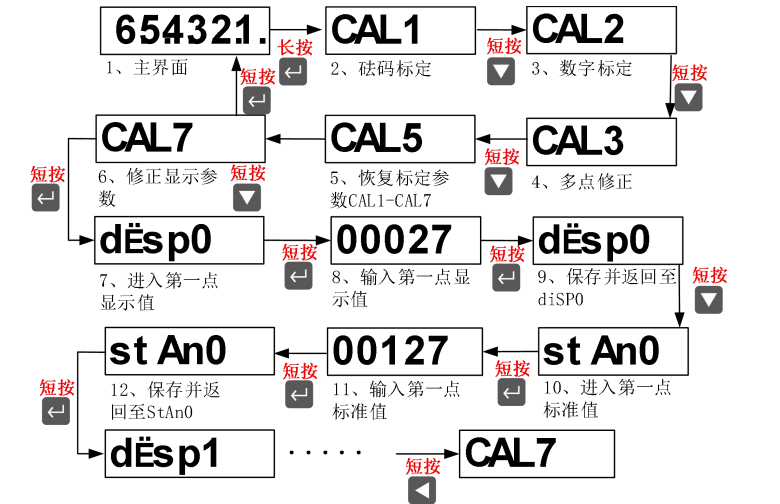 654321.
长按
CAL1
短按
CAL2
1、主界面
2、砝码标定
3、数字标定
短按
短按
CAL7
CAL5
短按
CAL3
6、修正显示参
数
短按
5、恢复标定参
数CAL1-CAL7
4、多点修正
短按
dËsp0
短按
00027
短按
dËsp0
7、进入第一点
显示值
8、输入第一点显
示值
9、保存并返回至
diSP0
短按
st An0
短按
00127
短按
st An0
12、保存并返
回至StAn0
11、输入第一点
标准值
10、进入第一点
标准值
短按
dËsp1
······
短按
CAL7